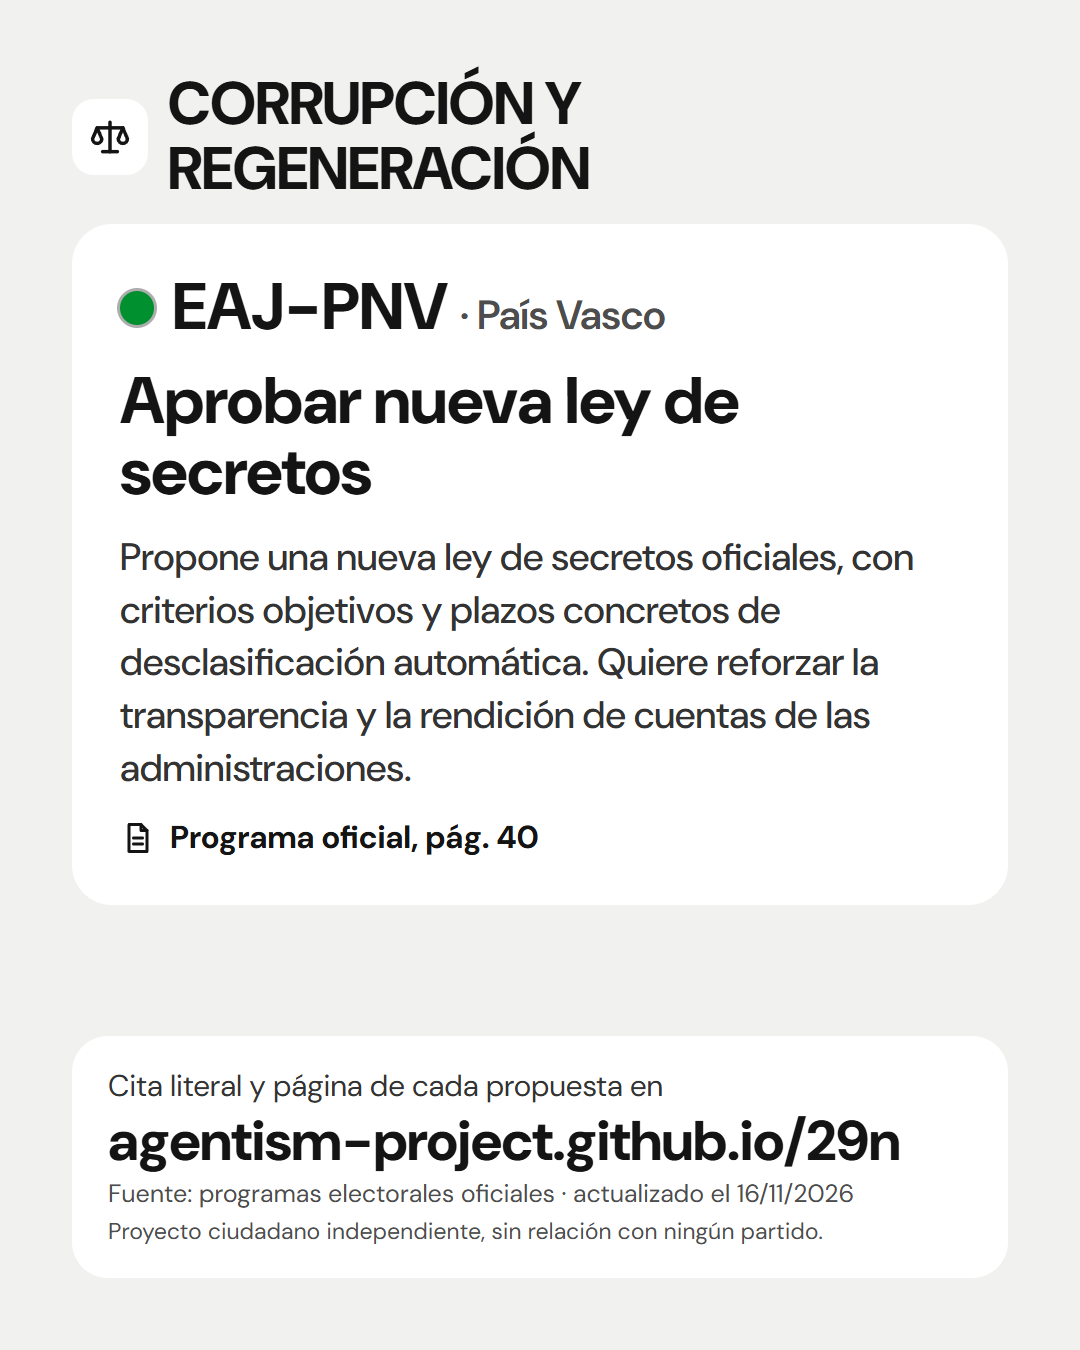 CORRUPCIÓN Y
REGENERACIÓN
EAJ-PNV · País Vasco
Aprobar nueva ley de
secretos
Propone una nueva ley de secretos oficiales, con
criterios objetivos y plazos concretos de
desclasificación automática. Quiere reforzar la
transparencia y la rendición de cuentas de las
administraciones.
Programa oficial, pág. 40
Cita literal y página de cada propuesta en
agentism-project.github.io/29n
Fuente: programas electorales oficiales · actualizado el 16/11/2026
Proyecto ciudadano independiente, sin relación con ningún partido.